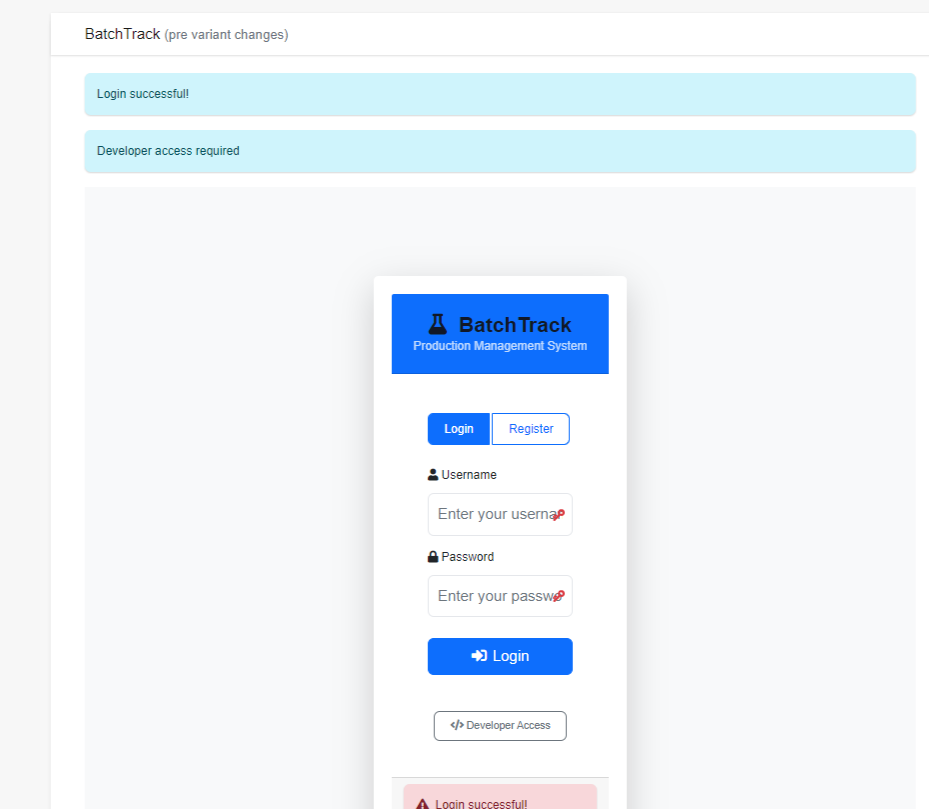 BatchTrack (pre variant changes)
Login successful!
Developer access required
BatchTrack
Production Management System
Login Register
Username
Enter your userna
Password
Enter your passwo
Login
</> Developer Access
Login successful!